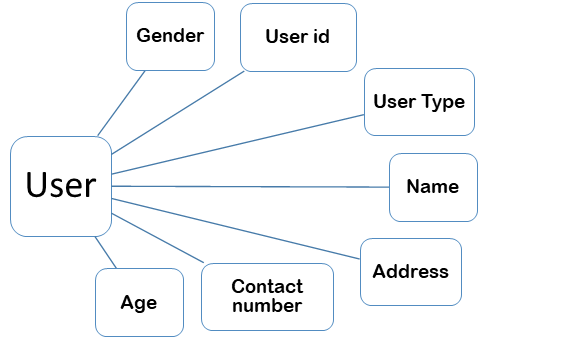 Gender
User id
User Type
User
Name
Address
Contact
number
Age